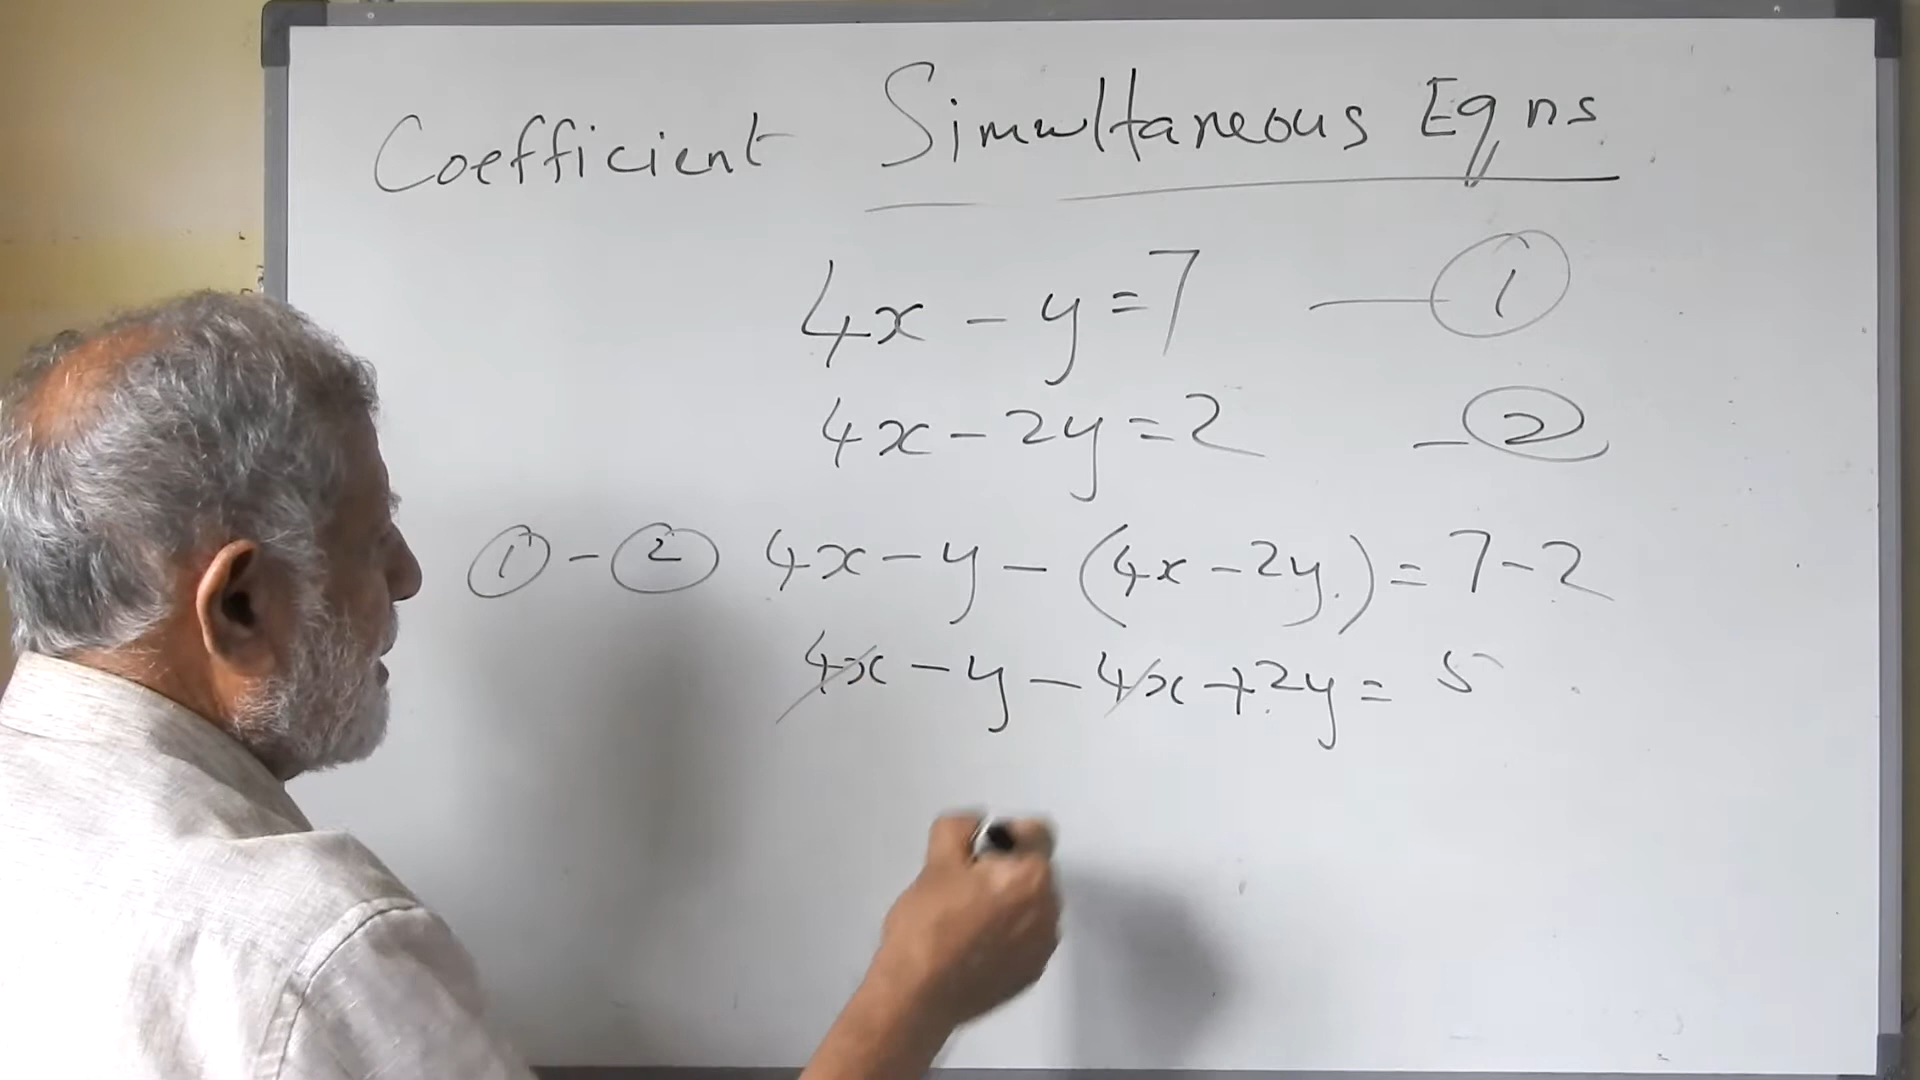 Coefficient Simultaneous Eqns
4x - y = 7 — ①
4x - 2y = 2 — ②
① - ② 4x - y - (4x - 2y) = 7 - 2
4x - y - 4x + 2y = 5